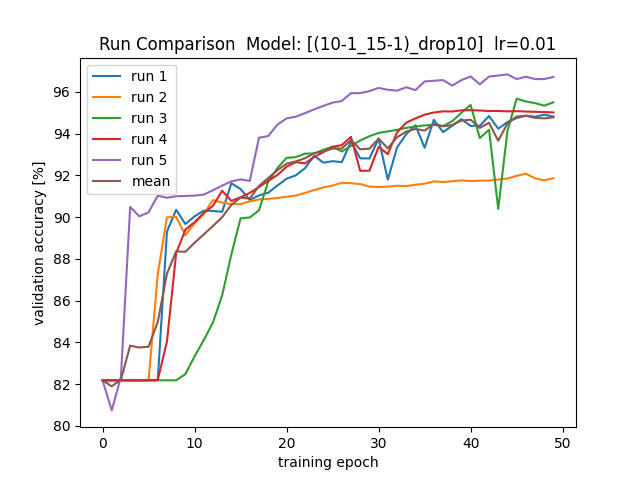 Run Comparison  Model: [(10-1_15-1)_drop10]  lr=0.01
run 1
run 2
run 3
run 4
run 5
mean
validation accuracy [%]
96
94
92
90
88
86
84
82
80
0 10 20 30 40 50
training epoch